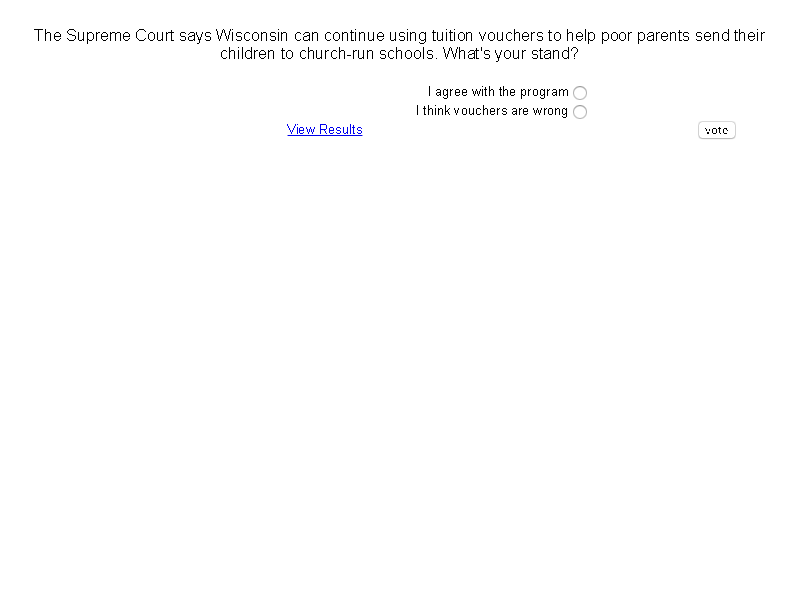 The Supreme Court says Wisconsin can continue using tuition vouchers to help poor parents send their
children to church-run schools. What's your stand?
I agree with the program
I think vouchers are wrong
View Results
vote